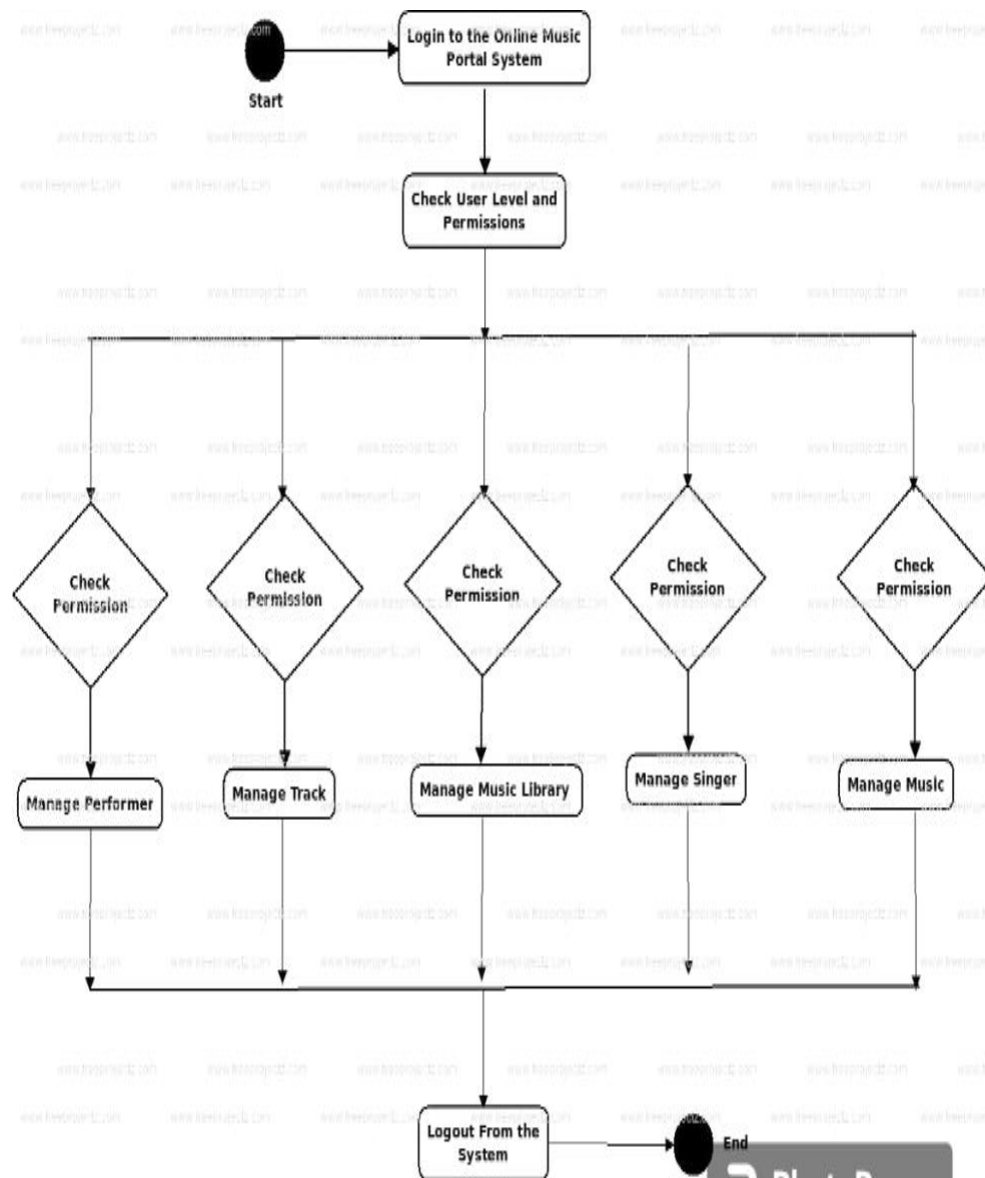 Login to the Online Music
Portal System
Start
Check User Level and
Permissions
Check
Permission
Check
Permission
Check
Permission
Check
Permission
Check
Permission
Manage Performer
Manage Track
Manage Music Library
Manage Singer
Manage Music
Logout From the
System
End